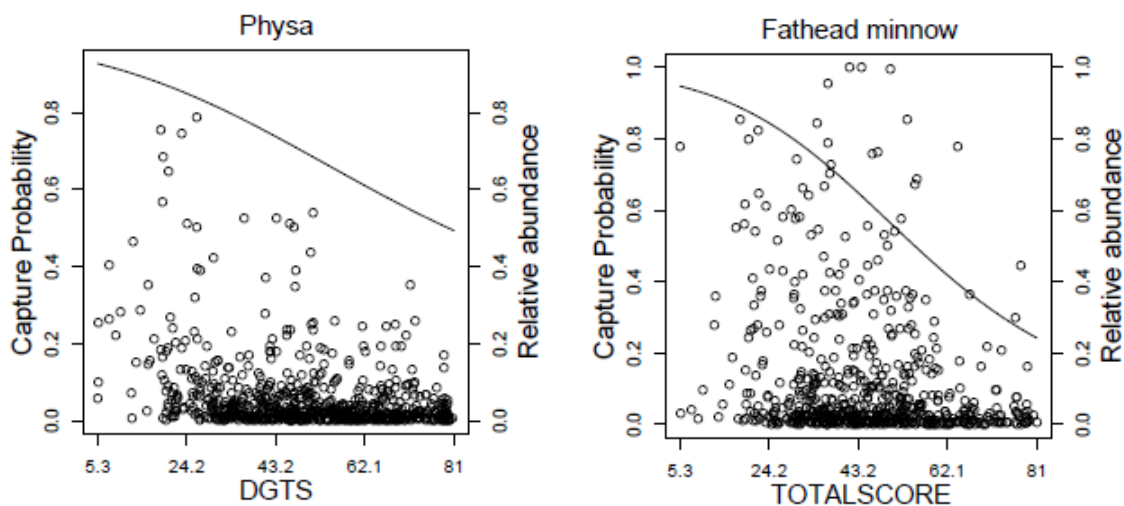 Physa
Capture Probability
0.0 0.2 0.4 0.6 0.8
0.0 0.2 0.4 0.6 0.8
Relative abundance
5.3 24.2 43.2 62.1 81
DGTS
Fathead minnow
Capture Probability
0.0 0.2 0.4 0.6 0.8 1.0
0.0 0.2 0.4 0.6 0.8 1.0
Relative abundance
5.3 24.2 43.2 62.1 81
TOTALSCORE